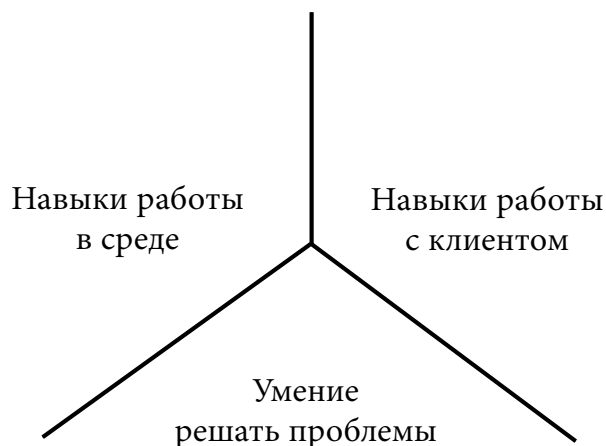 Навыки работы
в среде
Навыки работы
с клиентом
Умение
решать проблемы